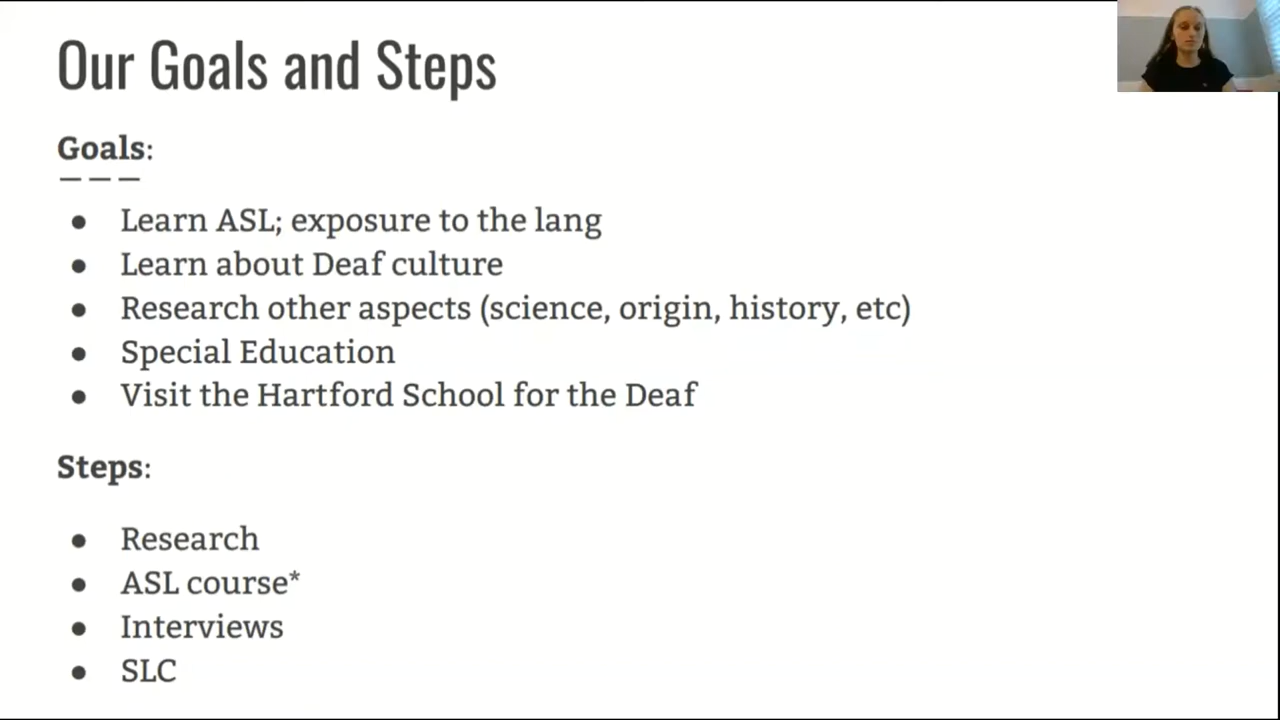 Our Goals and Steps
Goals:
● Learn ASL; exposure to the lang
● Learn about Deaf culture
● Research other aspects (science, origin, history, etc)
● Special Education
● Visit the Hartford School for the Deaf
Steps:
● Research
● ASL course*
● Interviews
● SLC